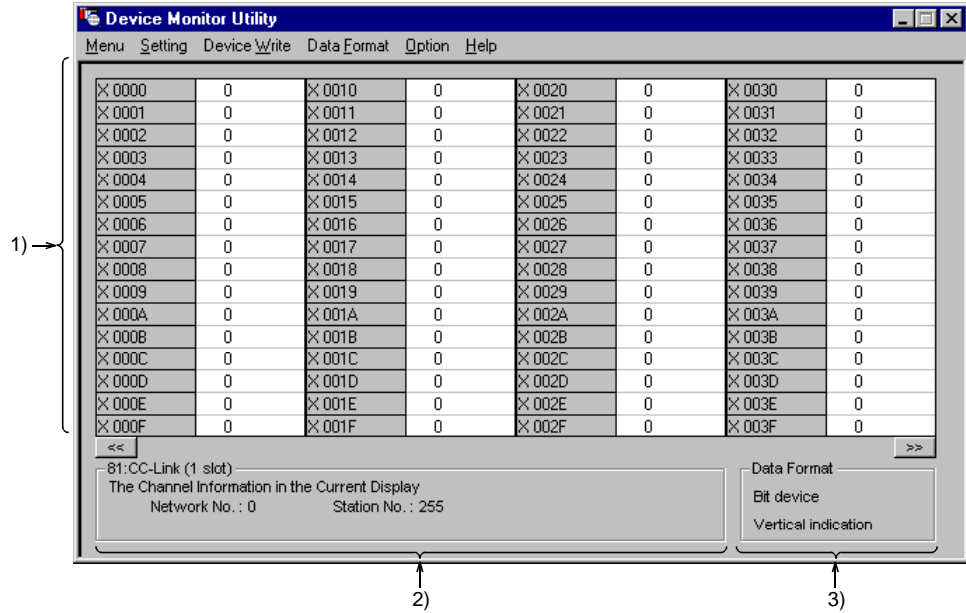 Device Monitor Utility
Menu Setting Device Write Data Format Option Help
X 0000 0 X 0010 0 X 0020 0 X 0030 0
X 0001 0 X 0011 0 X 0021 0 X 0031 0
X 0002 0 X 0012 0 X 0022 0 X 0032 0
X 0003 0 X 0013 0 X 0023 0 X 0033 0
X 0004 0 X 0014 0 X 0024 0 X 0034 0
X 0005 0 X 0015 0 X 0025 0 X 0035 0
X 0006 0 X 0016 0 X 0026 0 X 0036 0
1) X 0007 0 X 0017 0 X 0027 0 X 0037 0
X 0008 0 X 0018 0 X 0028 0 X 0038 0
X 0009 0 X 0019 0 X 0029 0 X 0039 0
X 000A 0 X 001A 0 X 002A 0 X 003A 0
X 000B 0 X 001B 0 X 002B 0 X 003B 0
X 000C 0 X 001C 0 X 002C 0 X 003C 0
X 000D 0 X 001D 0 X 002D 0 X 003D 0
X 000E 0 X 001E 0 X 002E 0 X 003E 0
X 000F 0 X 001F 0 X 002F 0 X 003F 0
<< >>
81:CC-Link (1 slot)
The Channel Information in the Current Display
Network No. : 0 Station No. : 255
Data Format
Bit device
Vertical indication
2) 3)